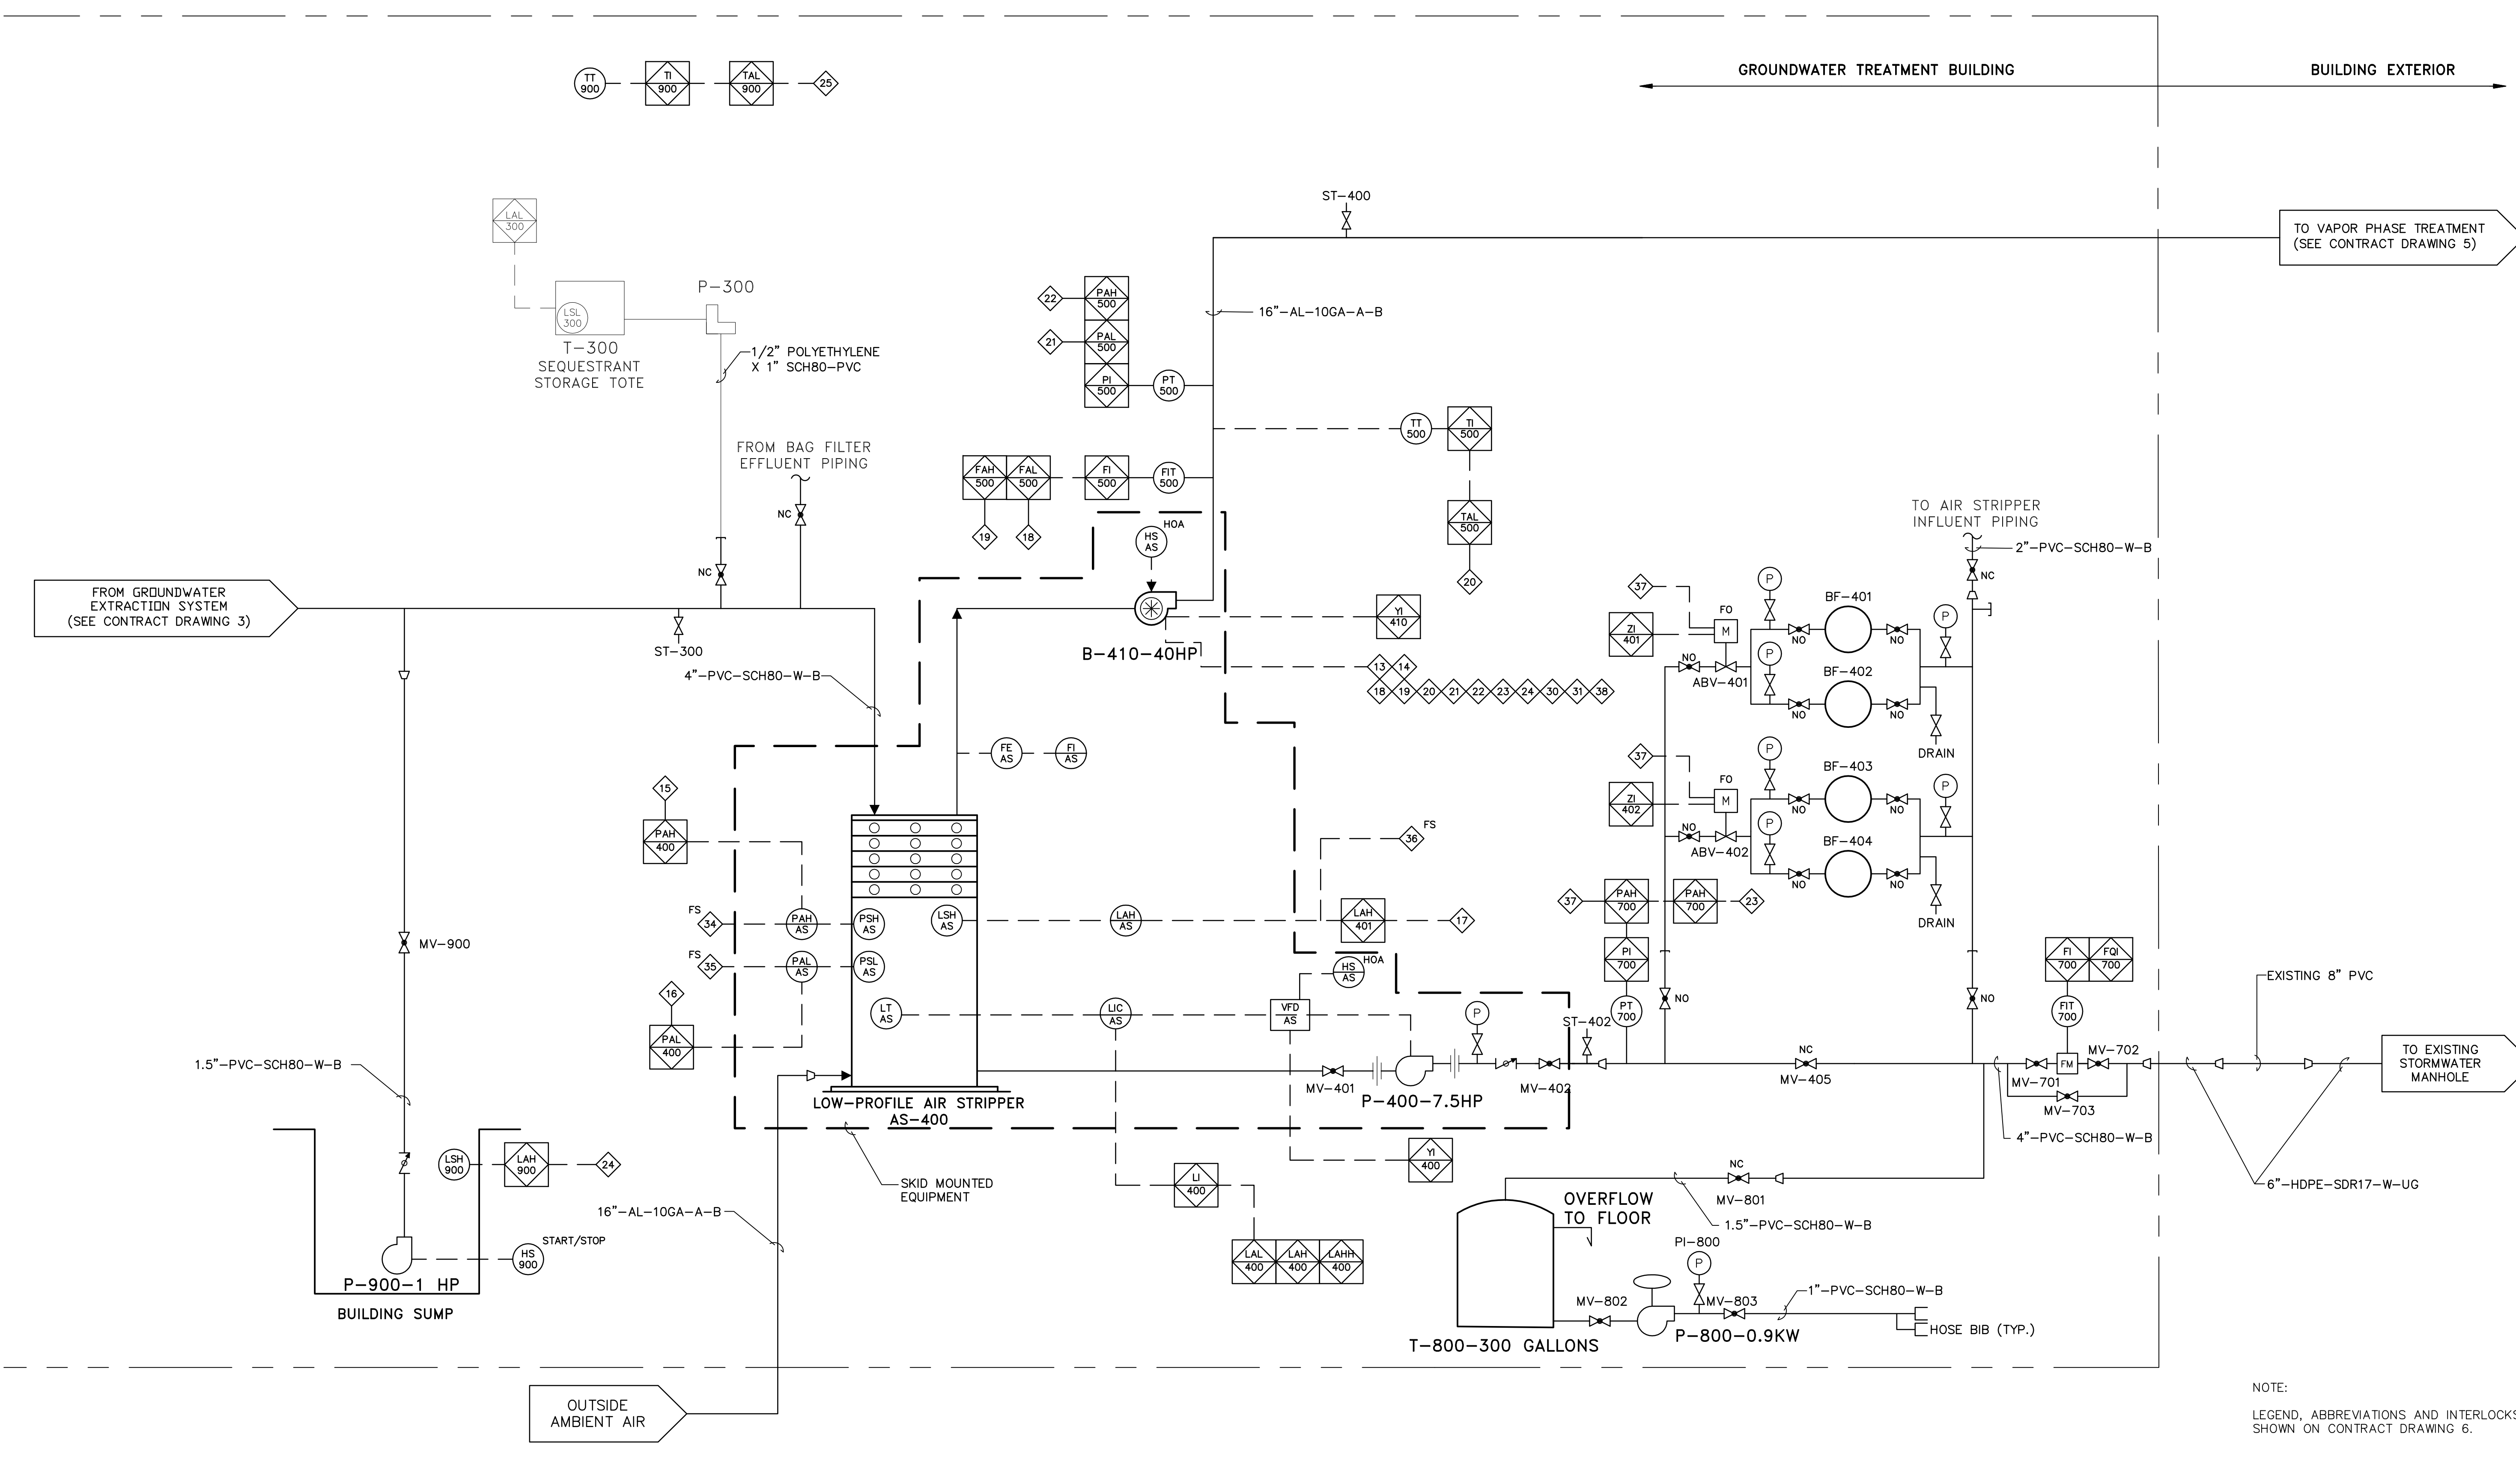 GROUNDWATER TREATMENT BUILDING
BUILDING EXTERIOR
TT
900
TI
900
TAL
900
25
ST-400
TO VAPOR PHASE TREATMENT
(SEE CONTRACT DRAWING 5)
LAL
300
LSL
300
T-300
SEQUESTRANT
STORAGE TOTE
P-300
1/2" POLYETHYLENE
X 1" SCH80-PVC
22
PAH
500
21
PAL
500
PI
500
PT
500
16"-AL-10GA-A-B
TT
500
TI
500
TAL
500
20
FROM BAG FILTER
EFFLUENT PIPING
NC
NC
FAH
500
FAL
500
FI
500
FIT
500
19
18
HS
AS
HOA
TO AIR STRIPPER
INFLUENT PIPING
2"-PVC-SCH80-W-B
NC
FROM GROUNDWATER
EXTRACTION SYSTEM
(SEE CONTRACT DRAWING 3)
ST-300
4"-PVC-SCH80-W-B
B-410-40HP
YI
410
13
14
18
19
20
21
22
23
24
30
31
38
37
ZI
401
FO
M
NO
ABV-401
P
P
BF-401
NO
NO
BF-402
NO
NO
P
DRAIN
37
ZI
402
FO
M
NO
ABV-402
P
P
BF-403
NO
NO
BF-404
NO
NO
P
DRAIN
FE
AS
FI
AS
15
PAH
400
FS
34
PAH
AS
PSH
AS
FS
35
PAL
AS
PSL
AS
16
PAL
400
LSH
AS
LAH
AS
36
FS
LAH
401
17
HS
AS
HOA
LT
AS
LIC
AS
VFD
AS
P
ST-402
37
PAH
700
PAH
700
23
PI
700
PT
700
NO
NO
FI
700
FQI
700
FIT
700
EXISTING 8" PVC
MV-900
1.5"-PVC-SCH80-W-B
LOW-PROFILE AIR STRIPPER
AS-400
MV-401
P-400-7.5HP
MV-402
NC
MV-405
MV-701
FM
MV-702
MV-703
4"-PVC-SCH80-W-B
TO EXISTING
STORMWATER
MANHOLE
6"-HDPE-SDR17-W-UG
LSH
900
LAH
900
24
HS
900
START/STOP
P-900-1 HP
BUILDING SUMP
16"-AL-10GA-A-B
SKID MOUNTED
EQUIPMENT
LI
400
YI
400
LAL
400
LAH
400
LAHH
400
OVERFLOW
TO FLOOR
NC
MV-801
1.5"-PVC-SCH80-W-B
PI-800
P
MV-802
MV-803
1"-PVC-SCH80-W-B
HOSE BIB (TYP.)
T-800-300 GALLONS
P-800-0.9KW
OUTSIDE
AMBIENT AIR
NOTE:
LEGEND, ABBREVIATIONS AND INTERLOCKS
SHOWN ON CONTRACT DRAWING 6.